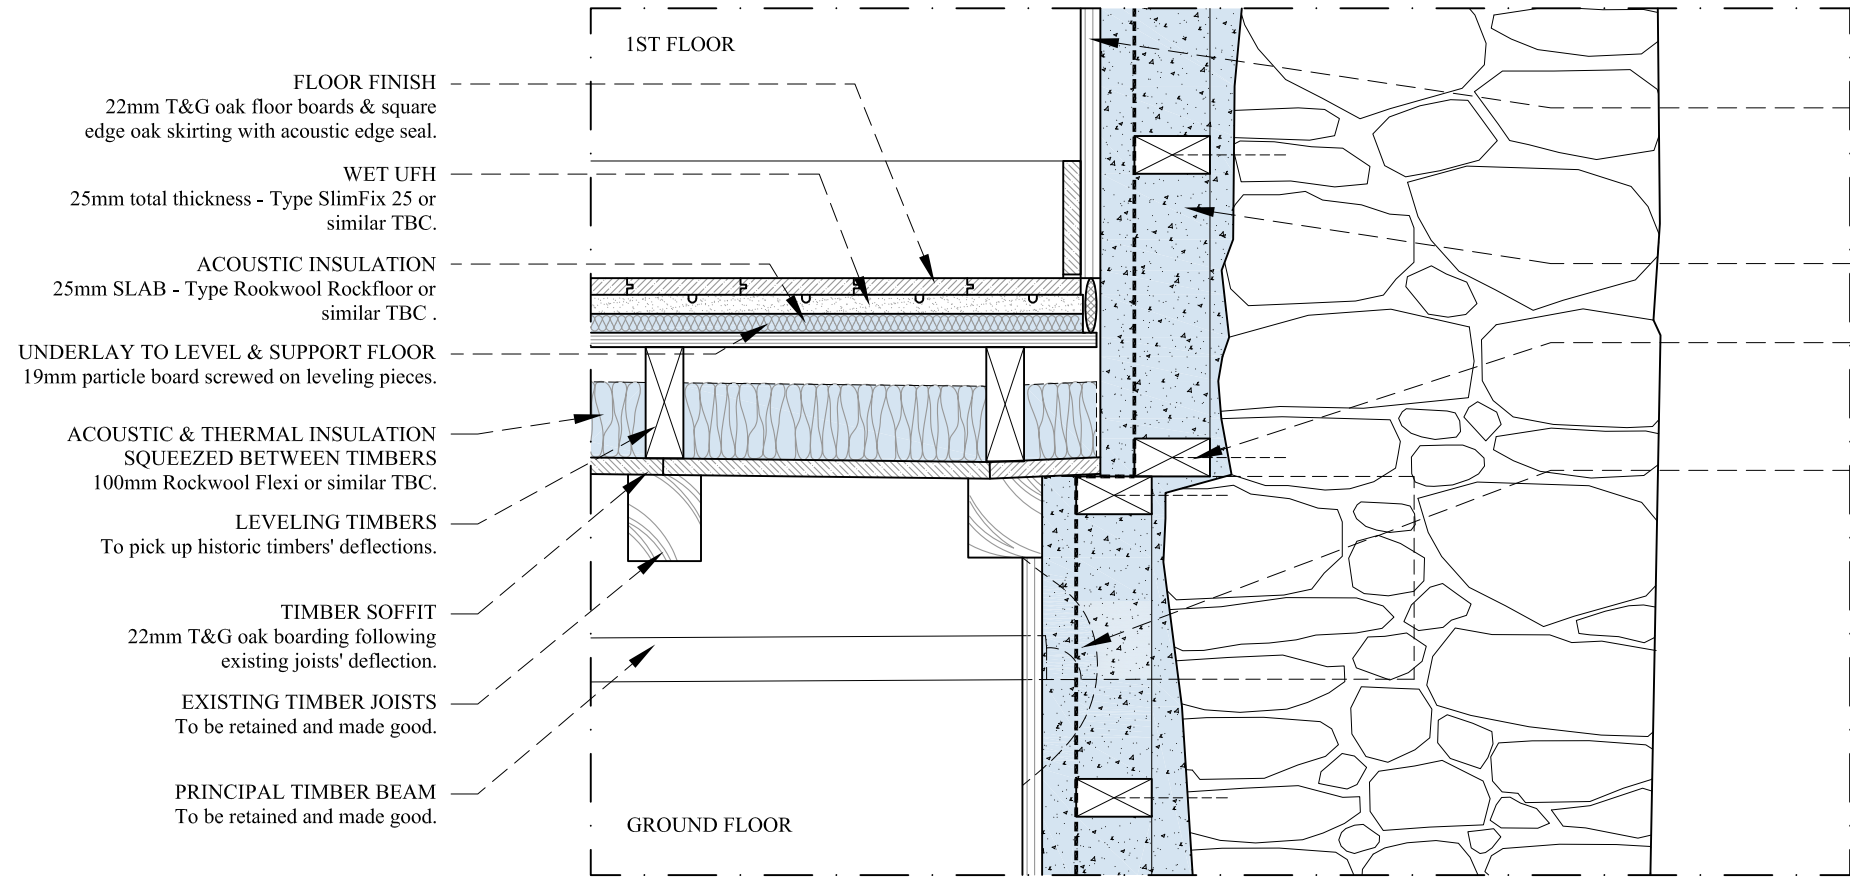 1ST FLOOR
FLOOR FINISH
22mm T&G oak floor boards & square
edge oak skirting with acoustic edge seal.
WET UFH
25mm total thickness - Type SlimFix 25 or
similar TBC.
ACOUSTIC INSULATION
25mm SLAB - Type Rookwool Rockfloor or
similar TBC .
UNDERLAY TO LEVEL & SUPPORT FLOOR
19mm particle board screwed on leveling pieces.
ACOUSTIC & THERMAL INSULATION
SQUEEZED BETWEEN TIMBERS
100mm Rockwool Flexi or similar TBC.
LEVELING TIMBERS
To pick up historic timbers' deflections.
TIMBER SOFFIT
22mm T&G oak boarding following
existing joists' deflection.
EXISTING TIMBER JOISTS
To be retained and made good.
PRINCIPAL TIMBER BEAM
To be retained and made good.
GROUND FLOOR